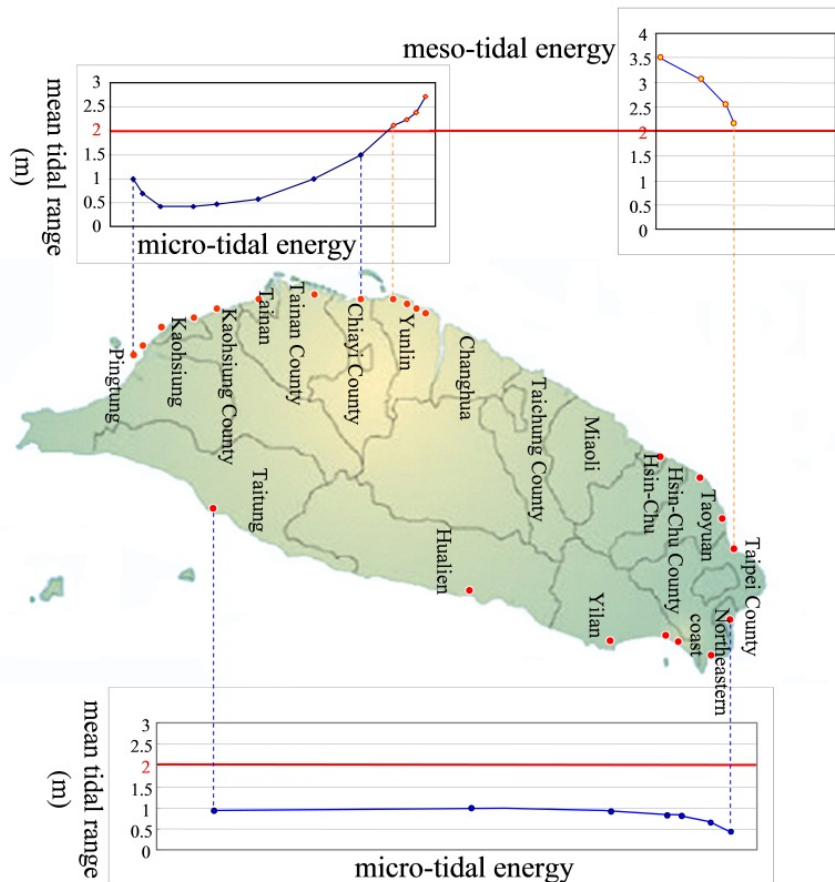 meso-tidal energy
4
3.5
3
2.5
2
1.5
1
0.5
0
mean tidal range
(m)
3
2.5
2
1.5
1
0.5
0
micro-tidal energy
Pingtung
Kaohsiung
Kaohsiung County
Tainan
Tainan County
Chiayi County
Yunlin
Changhua
Taichung County
Miaoli
Hsin-Chu
Hsin-Chu County
Taoyuan
Taipei County
Northeastern
coast
Taitung
Hualien
Yilan
mean tidal range
(m)
3
2.5
2
1.5
1
0.5
0
micro-tidal energy